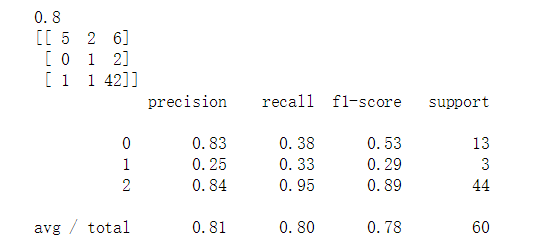 0.8
[[ 5 2 6]
[ 0 1 2]
[ 1 1 42]]
precision recall f1-score support
0 0.83 0.38 0.53 13
1 0.25 0.33 0.29 3
2 0.84 0.95 0.89 44
avg / total 0.81 0.80 0.78 60